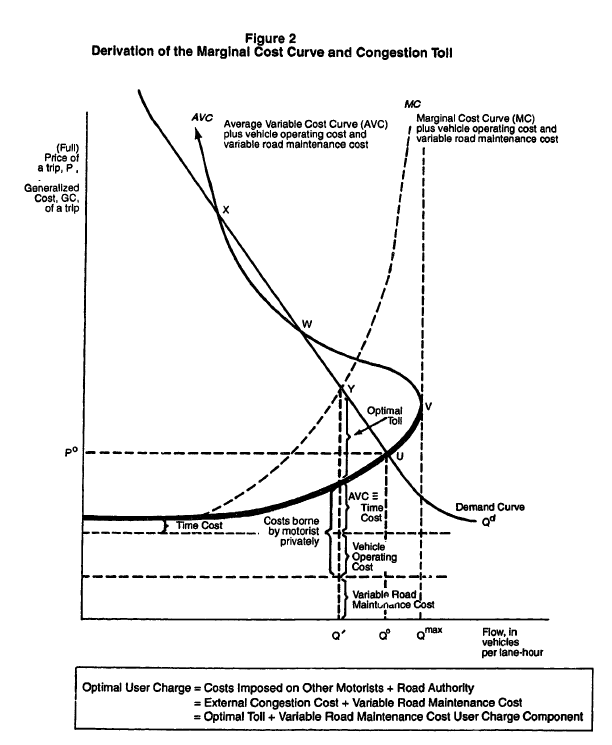 Figure 2
Derivation of the Marginal Cost Curve and Congestion Toll
AVC
Average Variable Cost Curve (AVC)
plus vehicle operating cost and
variable road maintenance cost
MC
Marginal Cost Curve (MC)
plus vehicle operating cost and
variable road maintenance cost
(Full)
Price of
a trip, P ,
Generalized
Cost, GC,
of a trip
X
W
Y
Optimal
Toll
V
P⁰
U
Time Cost
Costs borne
by motorist
privately
AVC ≡
Time
Cost
Demand Curve
Qᵈ
Vehicle
Operating
Cost
Variable Road
Maintenance Cost
Q′
Q⁰
Qᵐᵃˣ
Flow, in
vehicles
per lane-hour
Optimal User Charge = Costs Imposed on Other Motorists + Road Authority
= External Congestion Cost + Variable Road Maintenance Cost
= Optimal Toll + Variable Road Maintenance Cost User Charge Component